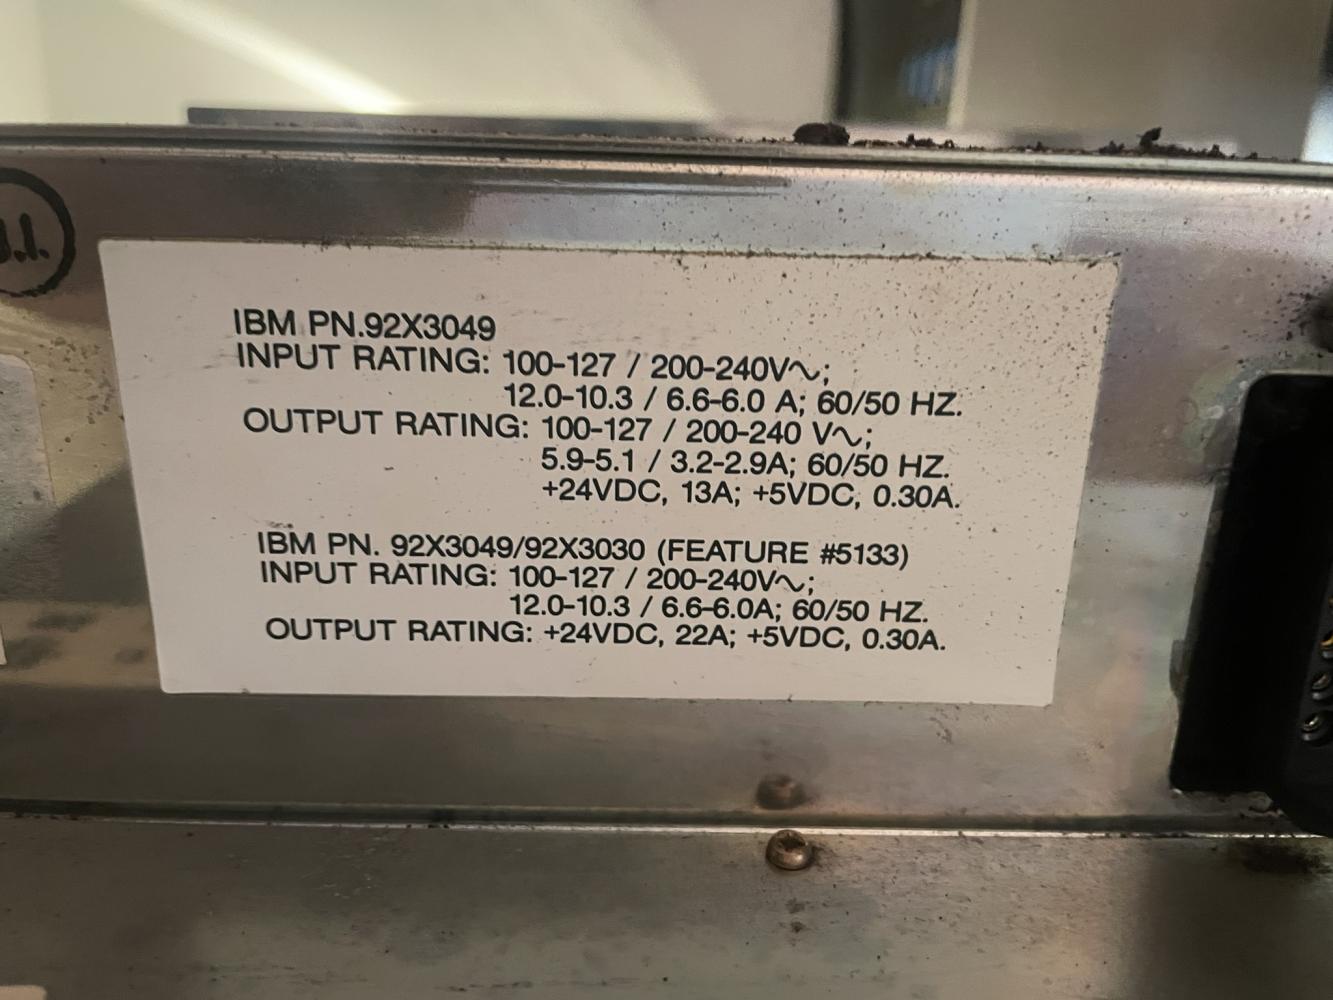 IBM PN.92X3049
INPUT RATING: 100-127 / 200-240V∿;
12.0-10.3 / 6.6-6.0 A; 60/50 HZ.
OUTPUT RATING: 100-127 / 200-240 V∿;
5.9-5.1 / 3.2-2.9A; 60/50 HZ.
+24VDC, 13A; +5VDC, 0.30A.
IBM PN. 92X3049/92X3030 (FEATURE #5133)
INPUT RATING: 100-127 / 200-240V∿;
12.0-10.3 / 6.6-6.0A; 60/50 HZ.
OUTPUT RATING: +24VDC, 22A; +5VDC, 0.30A.